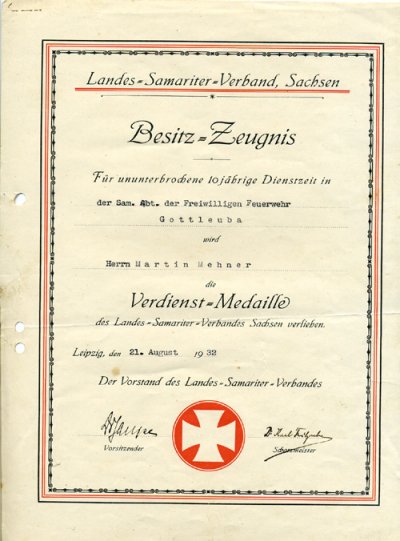 Landes-Samariter-Verband, Sachsen
Besitz-Zeugnis
Für ununterbrochene 10jährige Dienstzeit in
der Sam. Abt. der Freiwilligen Feuerwehr
Gottleuba
wird
Herrn Martin Mehner
die
Verdienst-Medaille
des Landes-Samariter-Verbandes Sachsen verliehen.
Leipzig, den 21. August 1932
Der Vorstand des Landes-Samariter-Verbandes
Dr. Karl
Vorsitzender
Schatzmeister